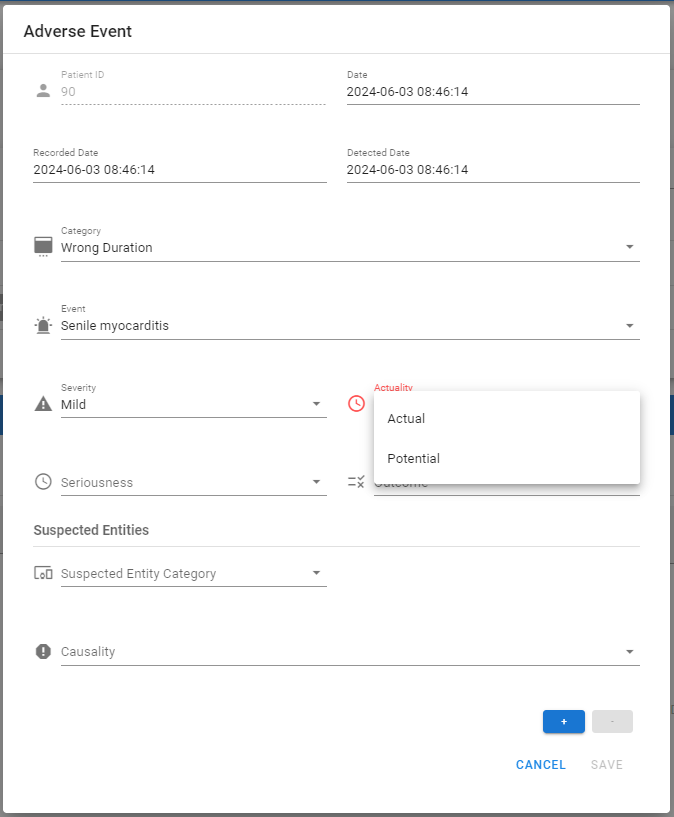 Adverse Event
Patient ID
90
Date
2024-06-03 08:46:14
Recorded Date
2024-06-03 08:46:14
Detected Date
2024-06-03 08:46:14
Category
Wrong Duration
Event
Senile myocarditis
Severity
Mild
Actuality
Actual
Potential
Seriousness
Outcome
Suspected Entities
Suspected Entity Category
Causality
+
-
CANCEL
SAVE